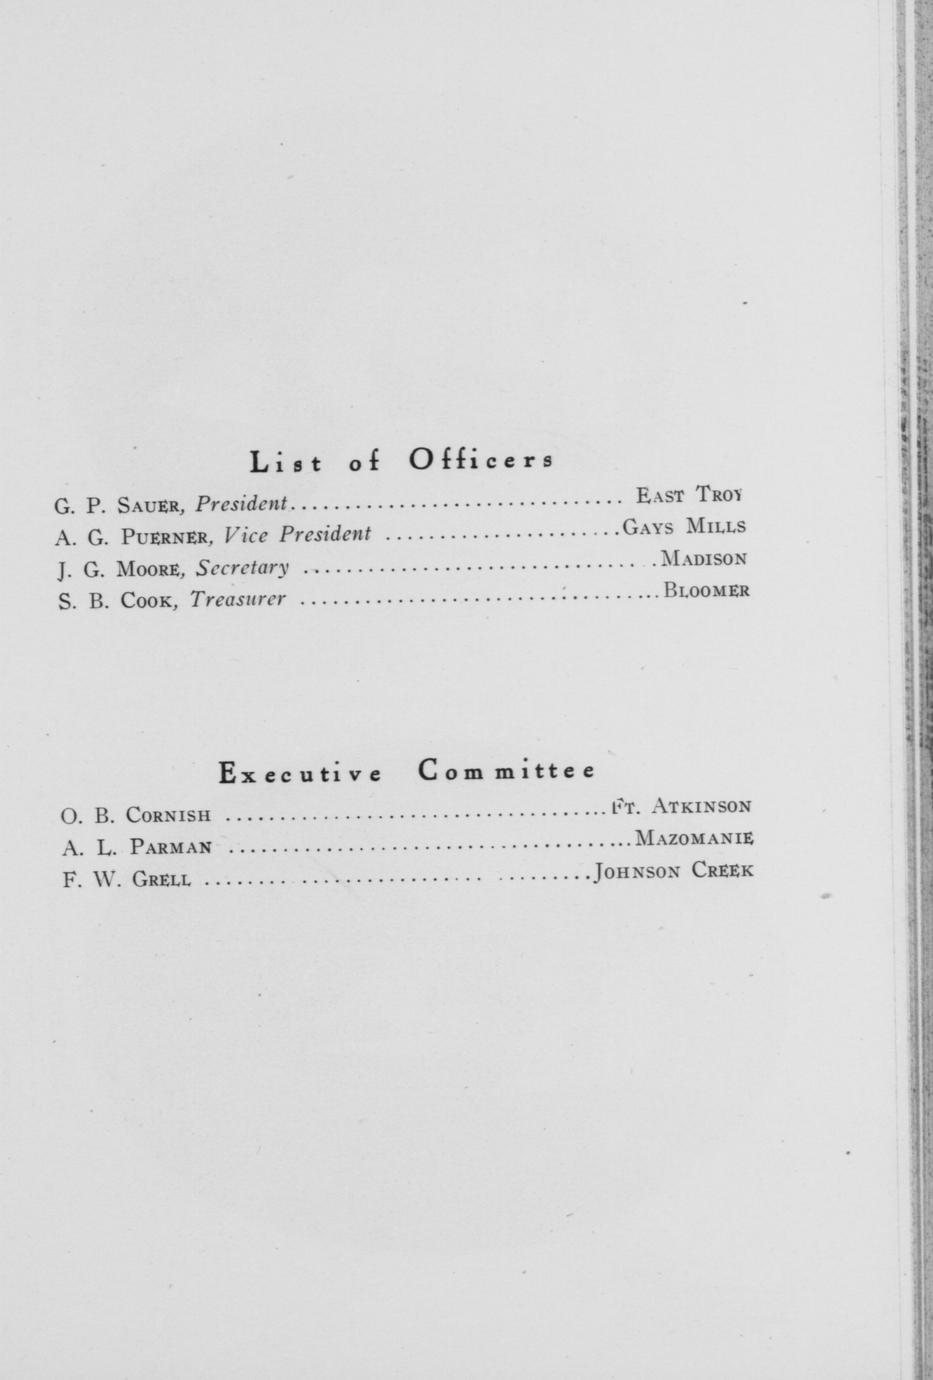 List of Officers
G. P. Sauer, President............................... East Troy
A. G. Puerner, Vice President ......................Gays Mills
J. G. Moore, Secretary .................................Madison
S. B. Cook, Treasurer .................................Bloomer
Executive Committee
O. B. Cornish ...................................Ft. Atkinson
A. L. Parman .....................................Mazomanie
F. W. Grell ........ ................. .........Johnson Creek